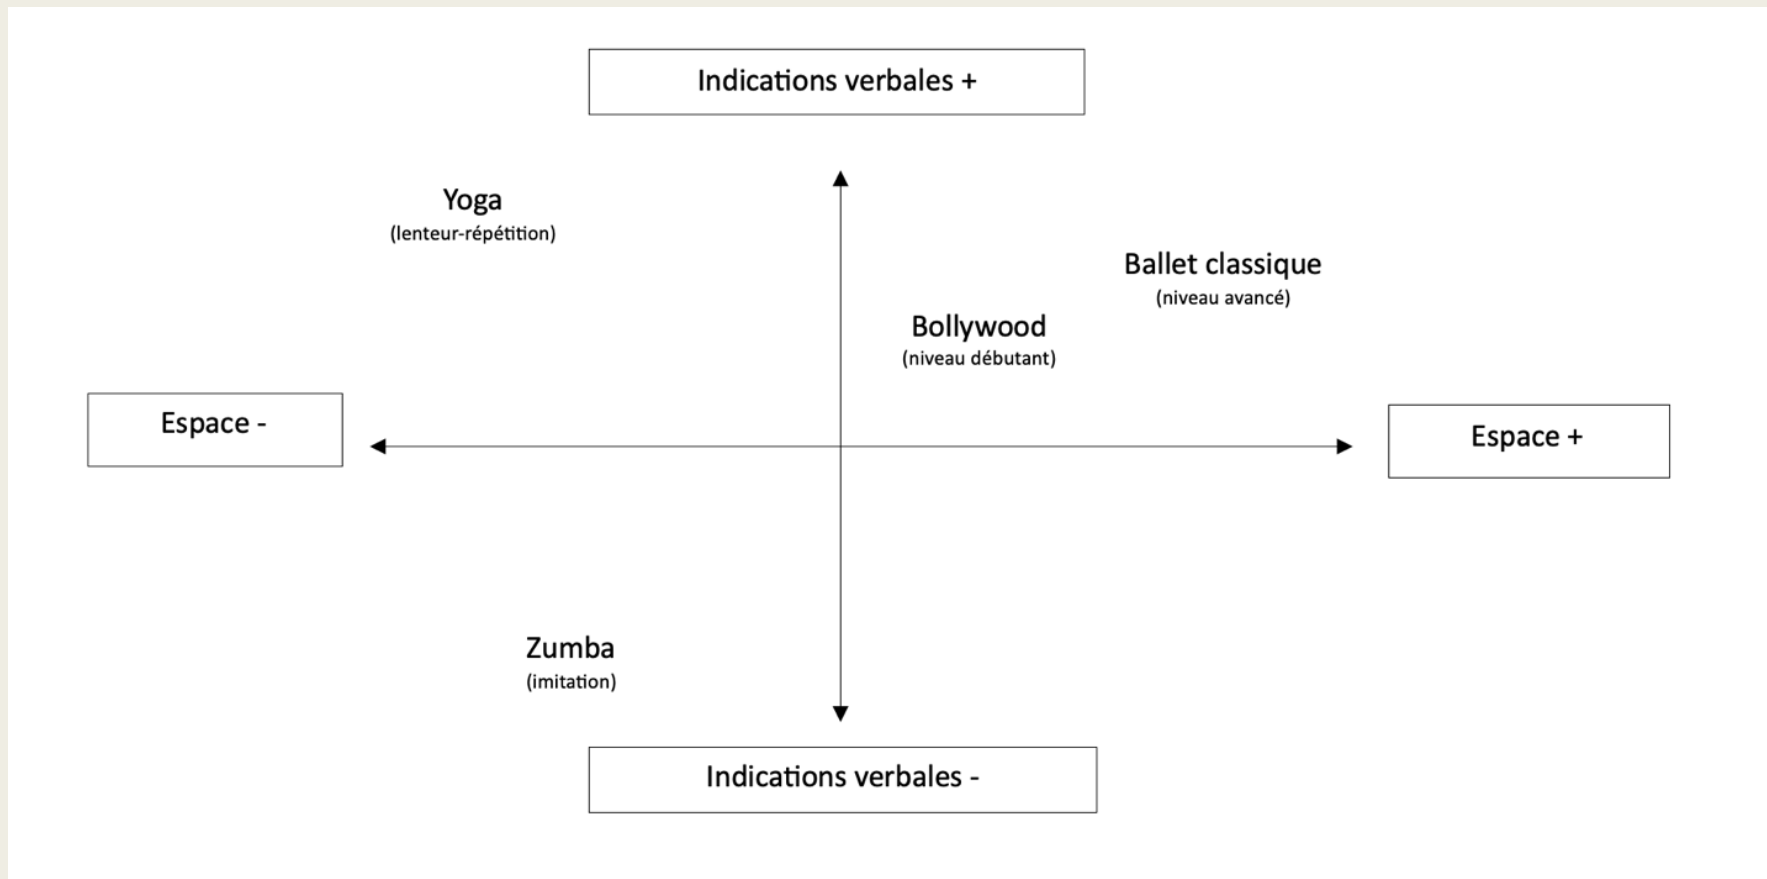 Indications verbales +
Yoga
(lenteur-répétition)
Ballet classique
(niveau avancé)
Bollywood
(niveau débutant)
Espace -
Espace +
Zumba
(imitation)
Indications verbales -